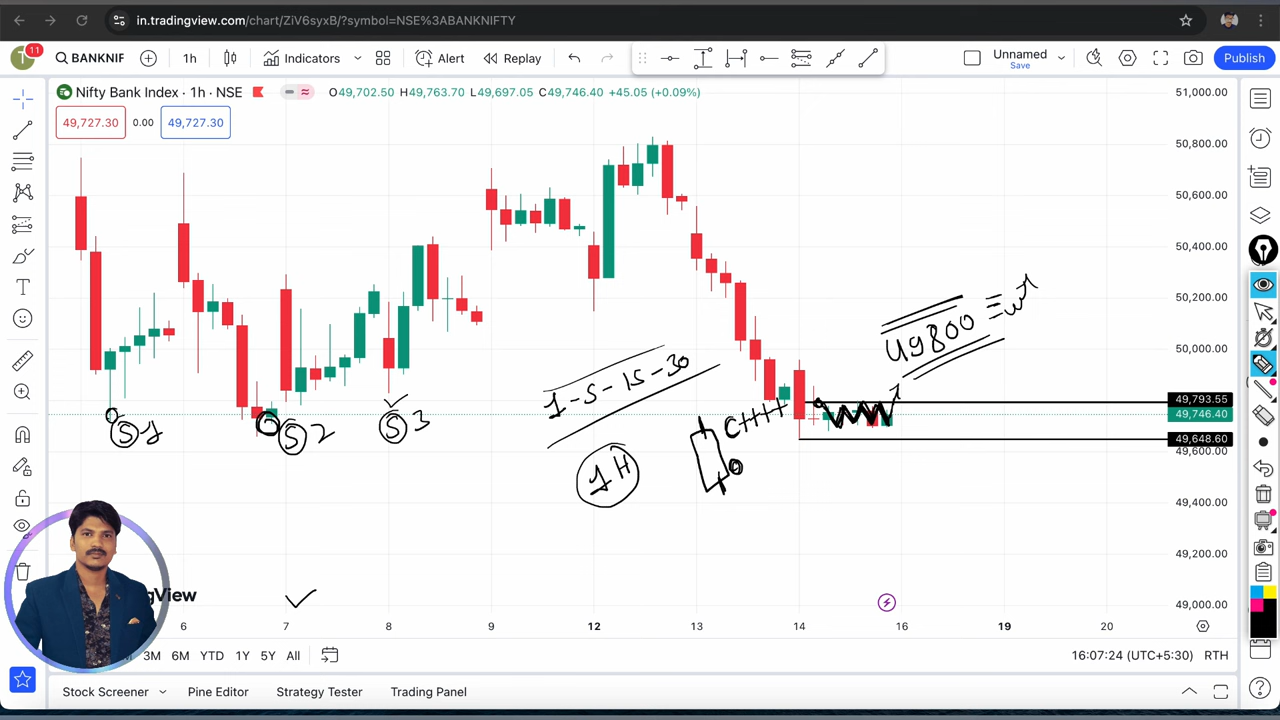 in.tradingview.com/chart/ZiV6syxB/?symbol=NSE%3ABANKNIFTY
T 11 BANKNIF 1h Indicators Alert Replay Unnamed Save Publish
Nifty Bank Index · 1h · NSE O49,702.50 H49,763.70 L49,697.05 C49,746.40 +45.05 (+0.09%)
49,727.30 0.00 49,727.30
51,000.00
50,800.00
50,600.00
50,400.00
50,200.00
50,000.00
49,793.55
49,746.40
49,648.60
49,600.00
49,400.00
49,200.00
49,000.00
49800
1-5-15-30
1H
S-1
S 2
S 3
6 7 8 9 12 13 14 16 19 20
3M 6M YTD 1Y 5Y All 16:07:24 (UTC+5:30) RTH
Stock Screener Pine Editor Strategy Tester Trading Panel